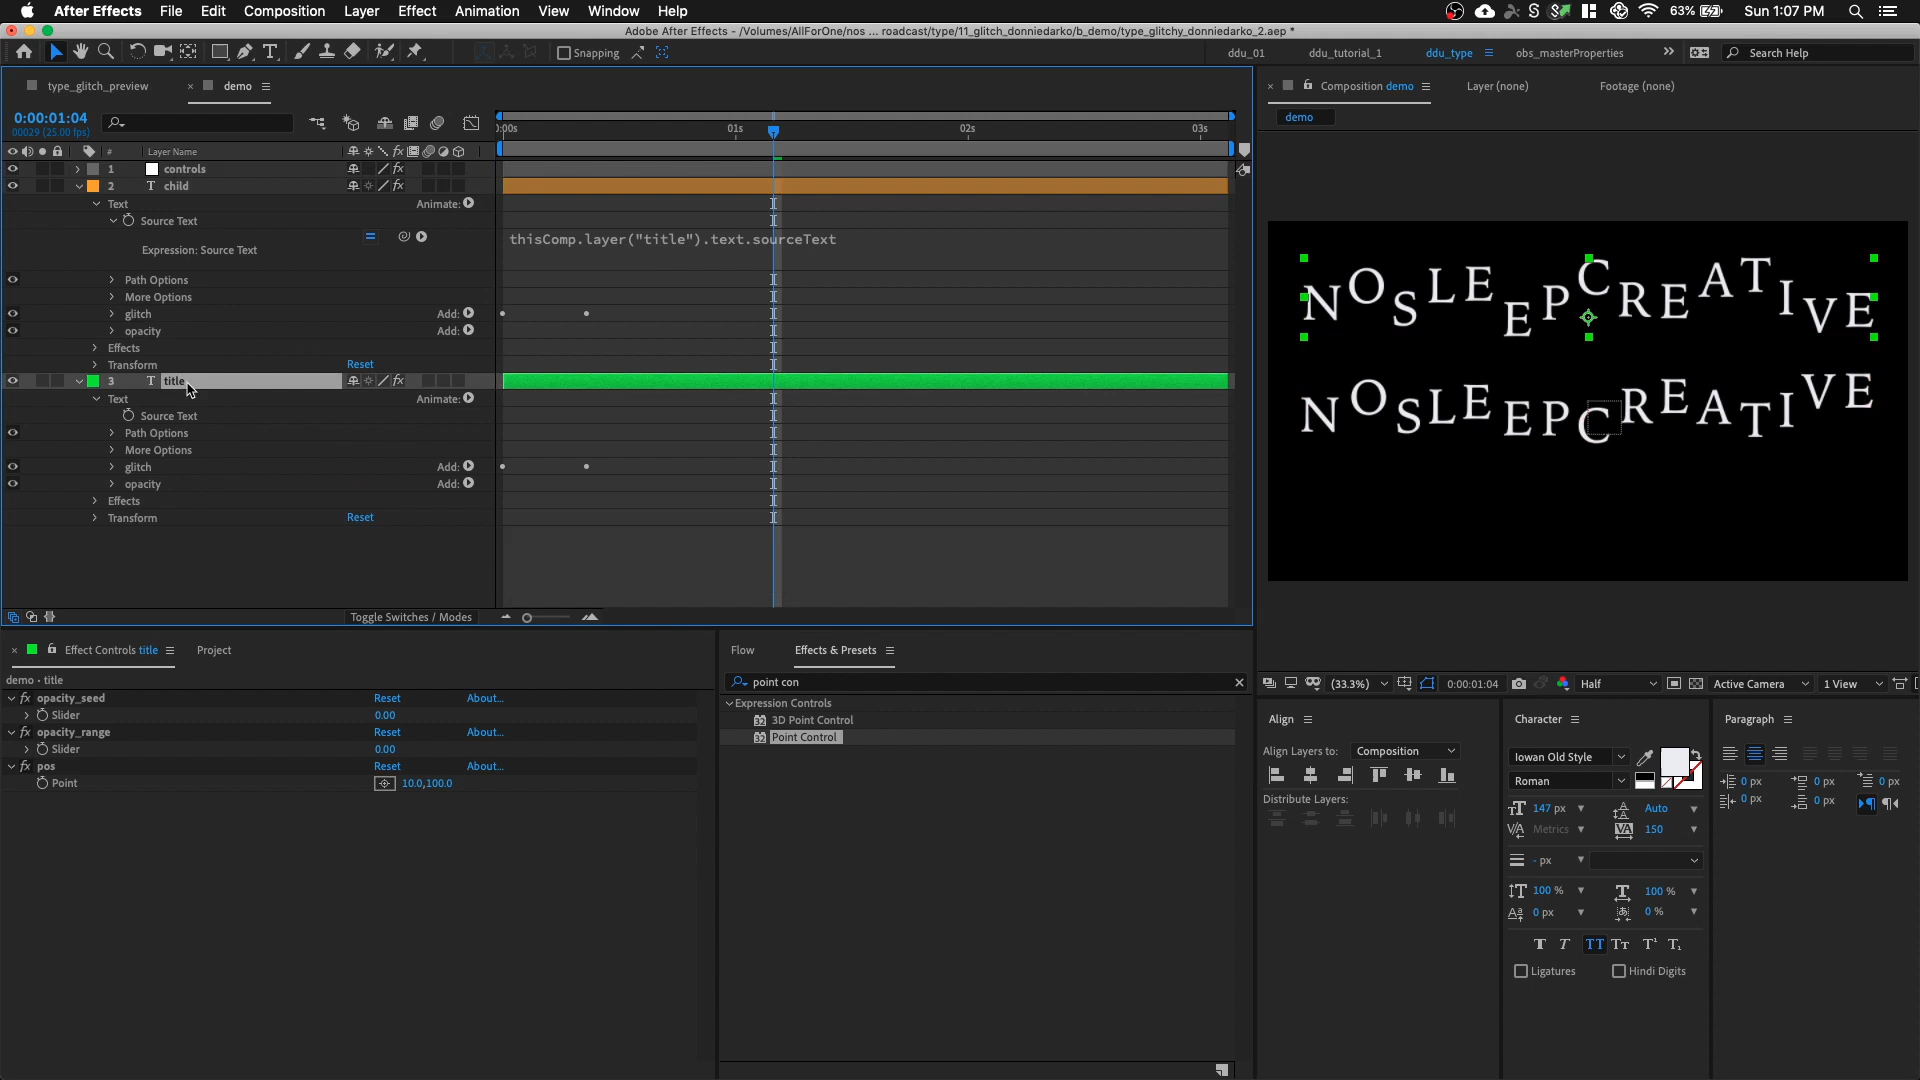 After Effects File Edit Composition Layer Effect Animation View Window Help 63% Sun 1:07 PM
Adobe After Effects - /Volumes/AllForOne/nos ... roadcast/type/11_glitch_donniedarko/b_demo/type_glitchy_donniedarko_2.aep *
Snapping ddu_01 ddu_tutorial_1 ddu_type obs_masterProperties Search Help
type_glitch_preview demo
Composition demo Layer (none) Footage (none)
0:00:01:04
00029 (25.00 fps)
demo
0:00s 01s 02s 03s
# Layer Name
1 controls
2 T child
Text Animate:
Source Text
Expression: Source Text
thisComp.layer("title").text.sourceText
Path Options
More Options
glitch Add:
opacity Add:
Effects
Transform Reset
3 T title
Text Animate:
Source Text
Path Options
More Options
glitch Add:
opacity Add:
Effects
Transform Reset
NOSLEEPCREATIVE
NOSLEEPCREATIVE
Toggle Switches / Modes
Effect Controls title Project
demo • title
fx opacity_seed Reset About...
Slider 0.00
fx opacity_range Reset About...
Slider 0.00
fx pos Reset About...
Point 10.0,100.0
Flow Effects & Presets
point con
Expression Controls
3D Point Control
Point Control
(33.3%) 0:00:01:04 Half Active Camera 1 View
Align
Align Layers to: Composition
Distribute Layers:
Character
Iowan Old Style
Roman
147 px Auto
Metrics 150
- px
100 % 100 %
0 px 0 %
T T TT Tт T¹ T₁
Ligatures Hindi Digits
Paragraph
0 px 0 px 0 px
0 px 0 px